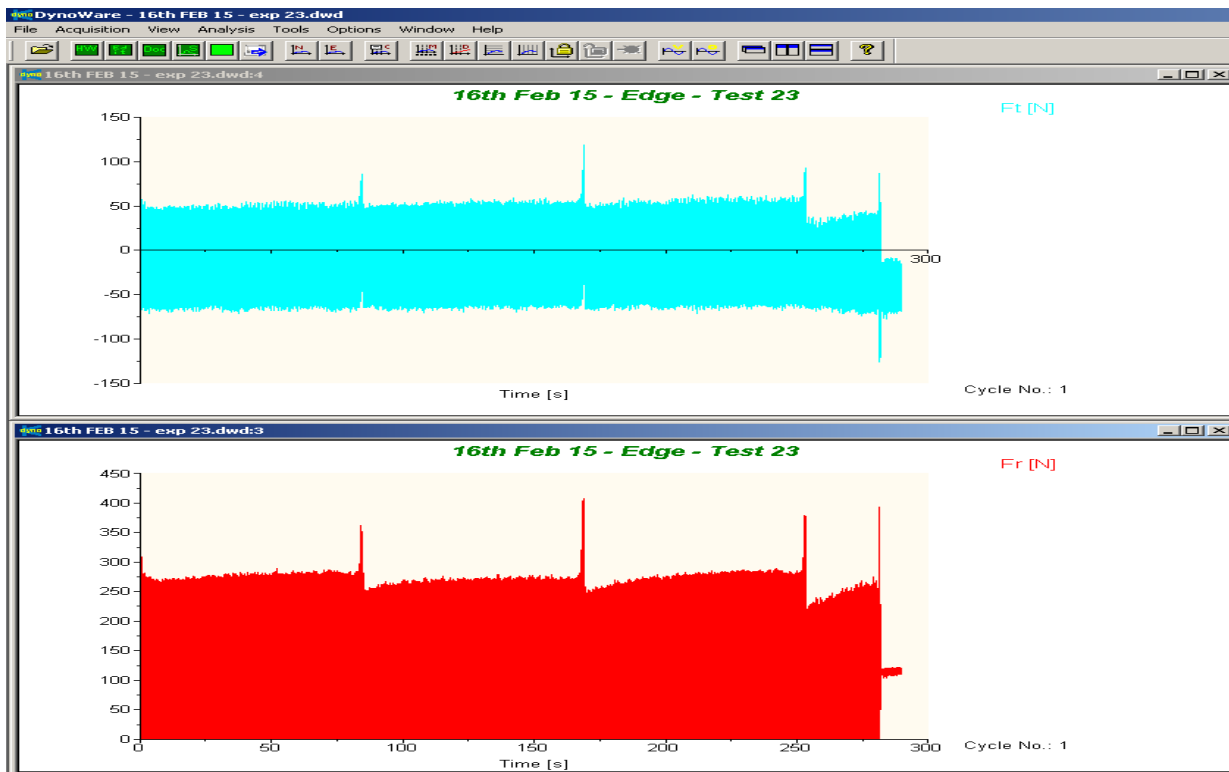 dyno DynoWare - 16th FEB 15 - exp 23.dwd
File Acquisition View Analysis Tools Options Window Help
dyno 16th FEB 15 - exp 23.dwd:4
16th Feb 15 - Edge - Test 23
Ft [N]
150
100
50
0
300
-50
-100
-150
Time [s]
Cycle No.: 1
dyno 16th FEB 15 - exp 23.dwd:3
16th Feb 15 - Edge - Test 23
Fr [N]
450
400
350
300
250
200
150
100
50
0
0 50 100 150 200 250 300
Time [s]
Cycle No.: 1